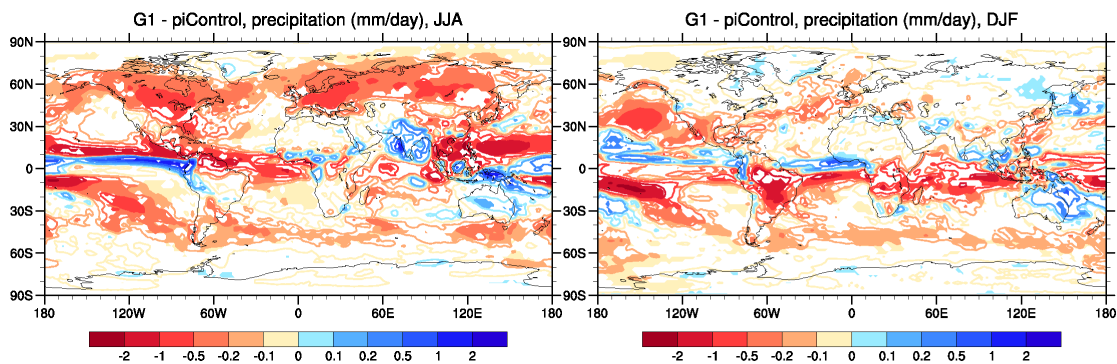 G1 - piControl, precipitation (mm/day), JJA
90N
60N
30N
0
30S
60S
90S
180 120W 60W 0 60E 120E 180
-2 -1 -0.5 -0.2 -0.1 0 0.1 0.2 0.5 1 2
G1 - piControl, precipitation (mm/day), DJF
90N
60N
30N
0
30S
60S
90S
180 120W 60W 0 60E 120E 180
-2 -1 -0.5 -0.2 -0.1 0 0.1 0.2 0.5 1 2